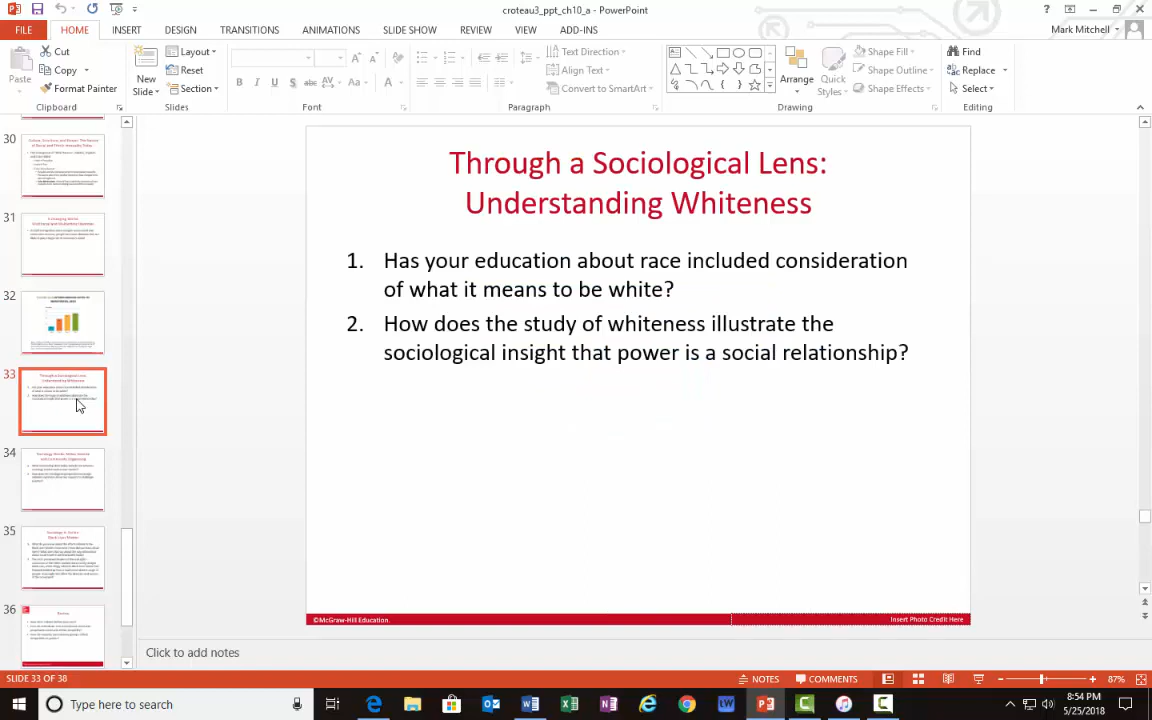 croteau3_ppt_ch10_a - PowerPoint
FILE HOME INSERT DESIGN TRANSITIONS ANIMATIONS SLIDE SHOW REVIEW VIEW ADD-INS Mark Mitchell
Paste Cut Copy Format Painter Clipboard
New Slide Layout Reset Section Slides
Font
Text Direction Align Text Convert to SmartArt Paragraph
Arrange Quick Styles Shape Fill Shape Outline Shape Effects Drawing
Find Replace Select Editing
30
31
32
33
34
35
36
Through a Sociological Lens:
Understanding Whiteness
1. Has your education about race included consideration
of what it means to be white?
2. How does the study of whiteness illustrate the
sociological insight that power is a social relationship?
©McGraw-Hill Education. Insert Photo Credit Here
Click to add notes
SLIDE 33 OF 38 NOTES COMMENTS 87%
Type here to search
8:54 PM
5/25/2018